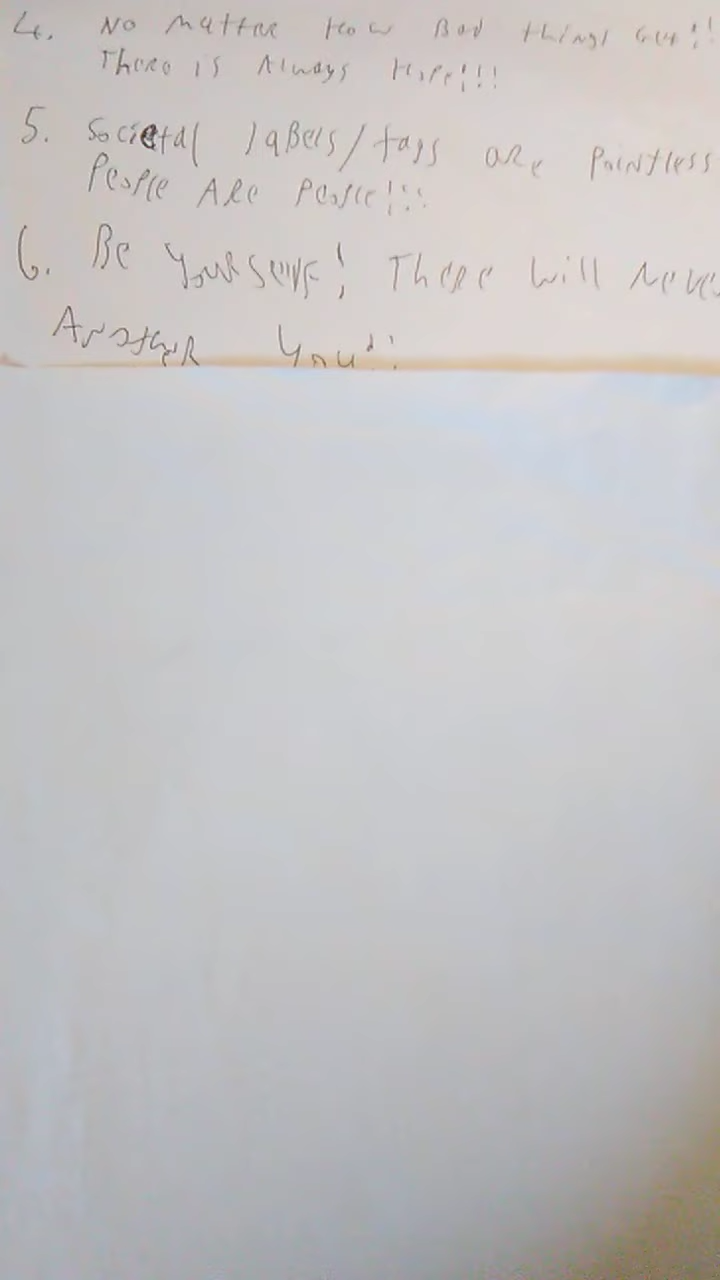 4. No matter How Bad things Get!!
There is Always Hope!!!
5. Societal labels/tags are Pointless
People Are People!!!
6. Be Yourself! There will Neve
Another You!!